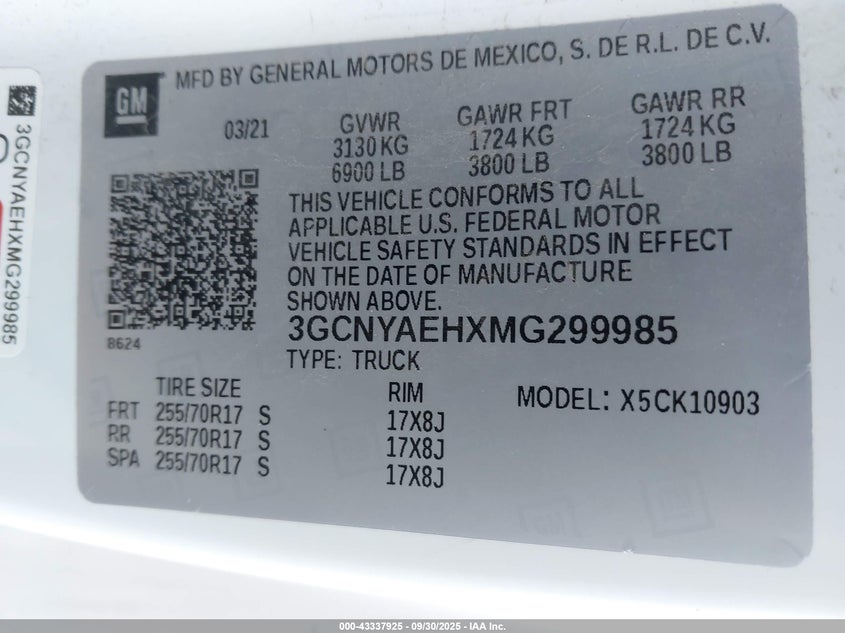 GM
MFD BY GENERAL MOTORS DE MEXICO, S. DE R.L. DE C.V.
03/21
GVWR
3130 KG
6900 LB
GAWR FRT
1724 KG
3800 LB
GAWR RR
1724 KG
3800 LB
THIS VEHICLE CONFORMS TO ALL
APPLICABLE U.S. FEDERAL MOTOR
VEHICLE SAFETY STANDARDS IN EFFECT
ON THE DATE OF MANUFACTURE
SHOWN ABOVE.
8624
3GCNYAEHXMG299985
TYPE: TRUCK
TIRE SIZE
RIM
MODEL: X5CK10903
FRT 255/70R17 S 17X8J
RR 255/70R17 S 17X8J
SPA 255/70R17 S 17X8J
3GCNYAEHXMG299985
GM
000-43337925 - 09/30/2025 - IAA Inc.